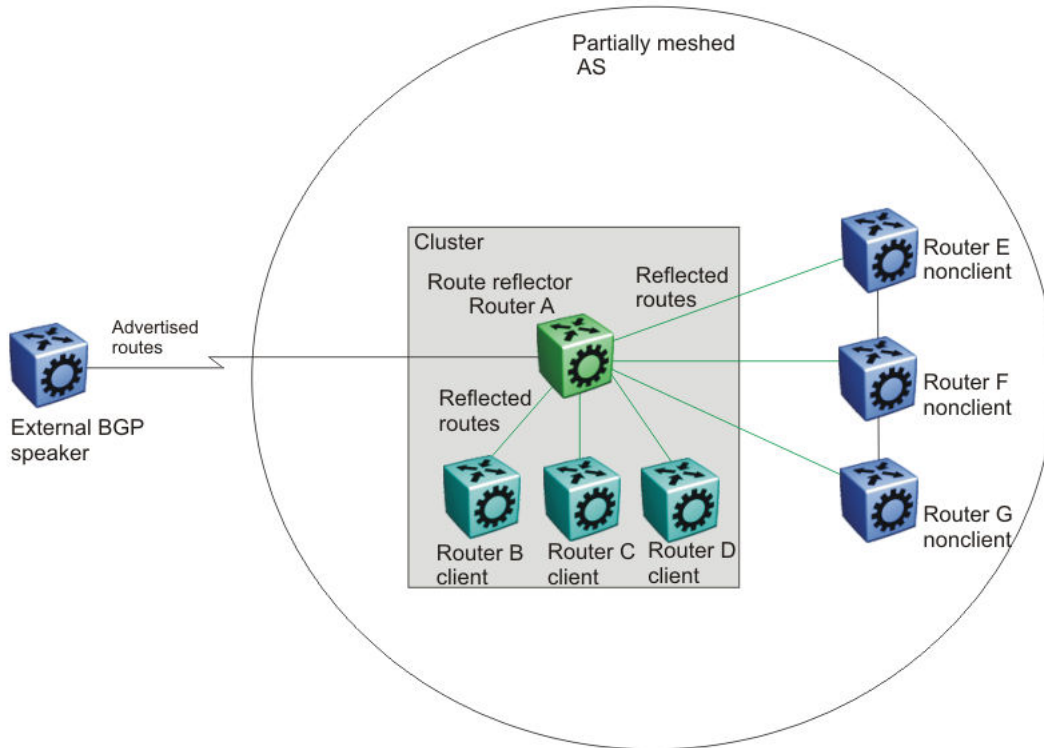 Partially meshed
AS
Cluster
Route reflector
Router A
Reflected
routes
Router E
nonclient
Advertised
routes
External BGP
speaker
Reflected
routes
Router F
nonclient
Router B
client
Router C
client
Router D
client
Router G
nonclient